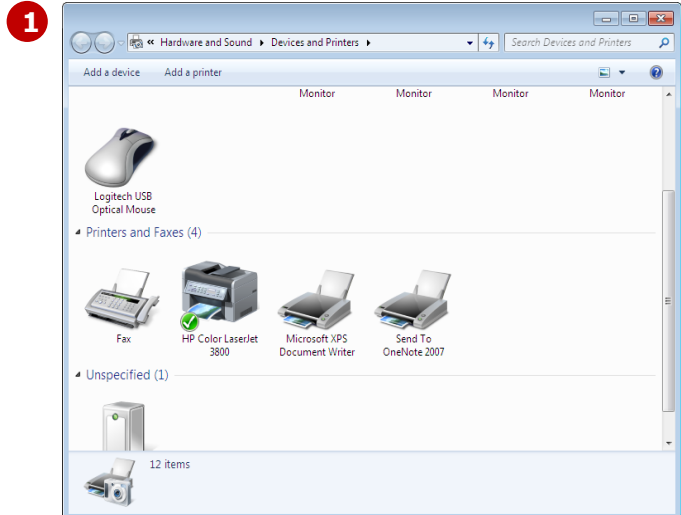 1
« Hardware and Sound ▸ Devices and Printers ▸
Search Devices and Printers
Add a device Add a printer
Monitor Monitor Monitor Monitor
Logitech USB
Optical Mouse
Printers and Faxes (4)
Fax
HP Color LaserJet
3800
Microsoft XPS
Document Writer
Send To
OneNote 2007
Unspecified (1)
12 items